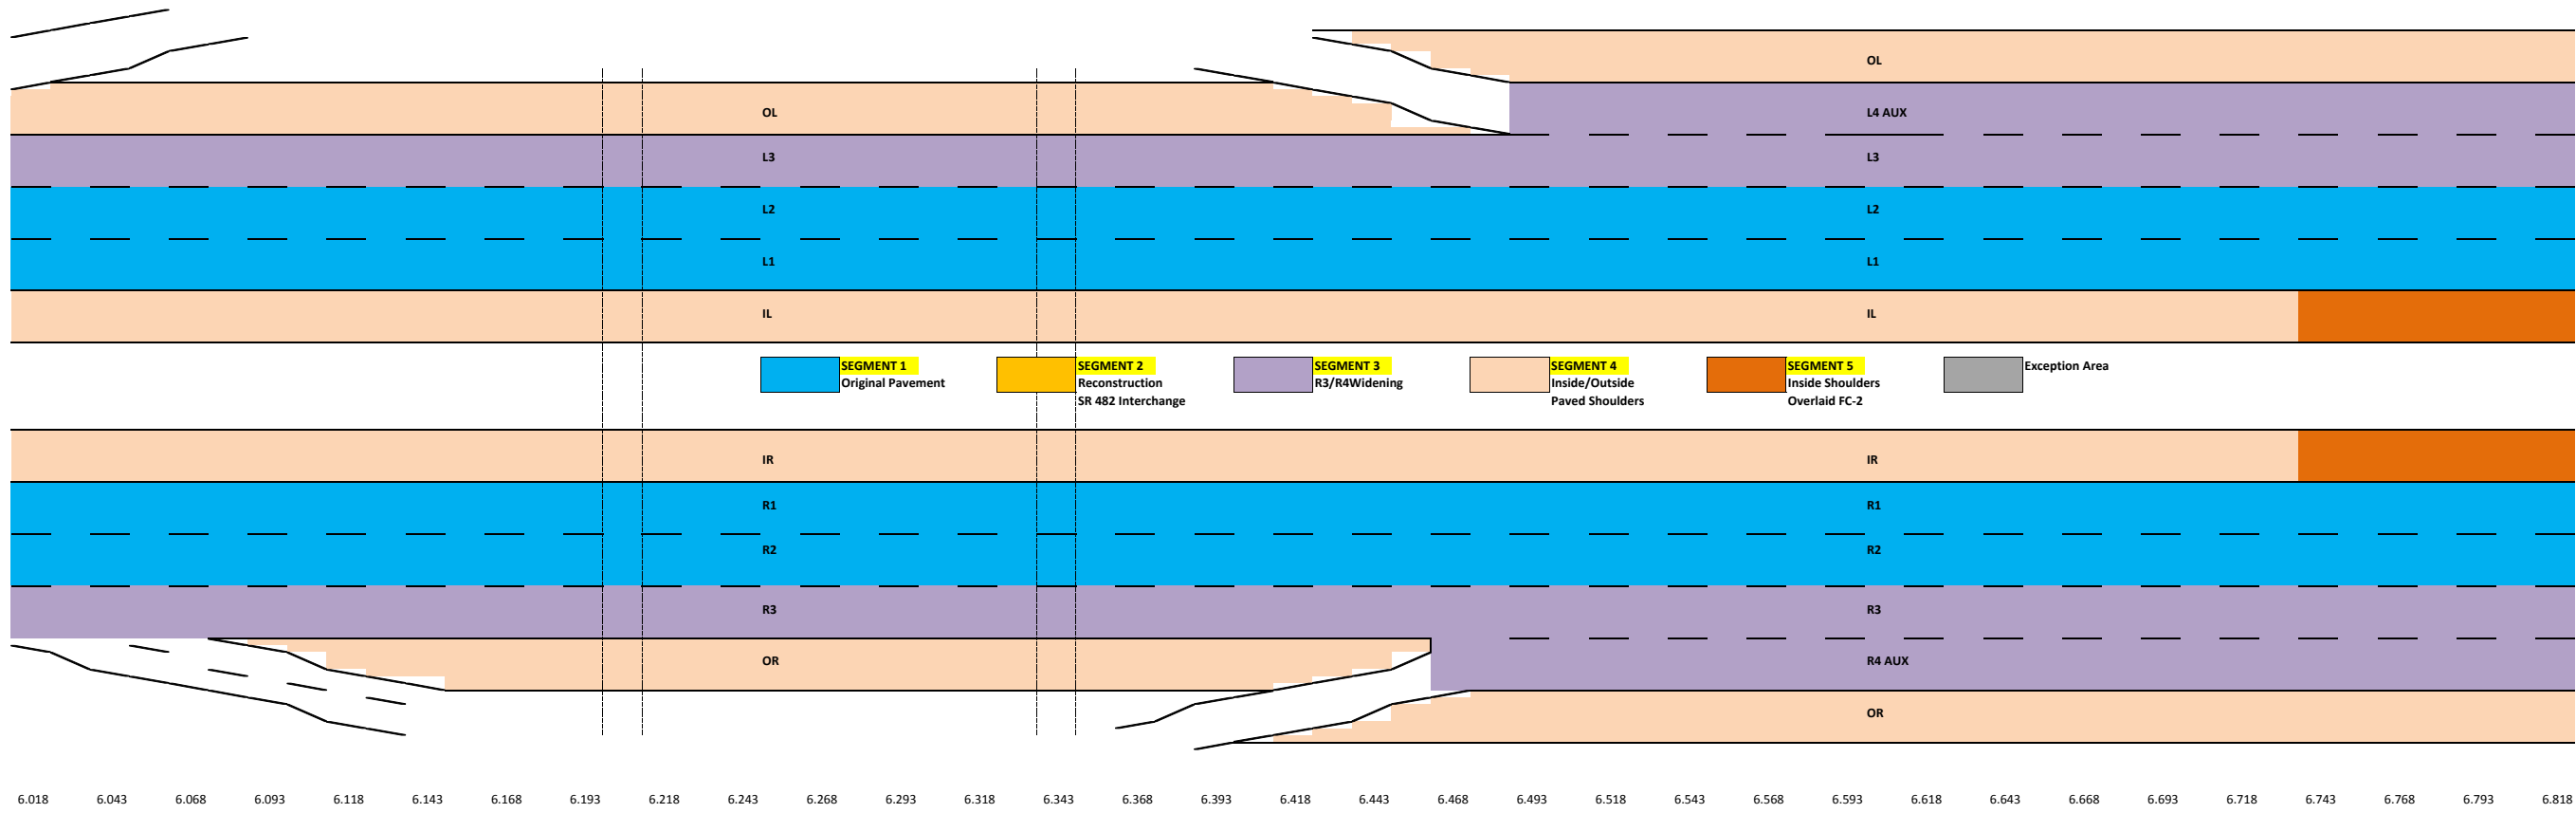 OL
OL
L4 AUX
L3
L3
L2
L2
L1
L1
IL
IL
SEGMENT 1
Original Pavement
SEGMENT 2
Reconstruction
SR 482 Interchange
SEGMENT 3
R3/R4Widening
SEGMENT 4
Inside/Outside
Paved Shoulders
SEGMENT 5
Inside Shoulders
Overlaid FC-2
Exception Area
IR
IR
R1
R1
R2
R2
R3
R3
OR
R4 AUX
OR
6.018 6.043 6.068 6.093 6.118 6.143 6.168 6.193 6.218 6.243 6.268 6.293 6.318 6.343 6.368 6.393 6.418 6.443 6.468 6.493 6.518 6.543 6.568 6.593 6.618 6.643 6.668 6.693 6.718 6.743 6.768 6.793 6.818